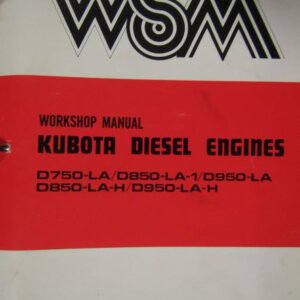 WSM
WORKSHOP MANUAL
KUBOTA DIESEL ENGINES
D750-LA/D850-LA-1/D950-LA
D850-LA-H/D950-LA-H